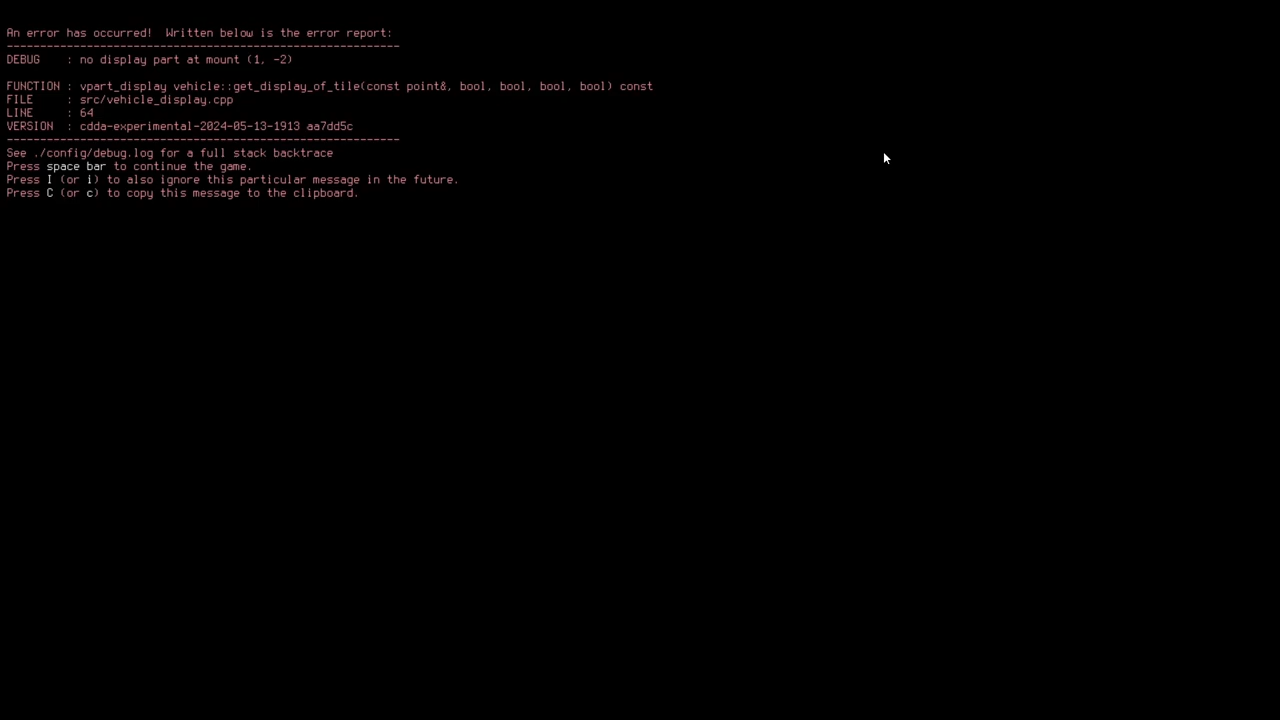 An error has occurred!  Written below is the error report:
-----------------------------------------------------------
DEBUG    : no display part at mount (1, -2)
FUNCTION : vpart_display vehicle::get_display_of_tile(const point&, bool, bool, bool, bool) const
FILE     : src/vehicle_display.cpp
LINE     : 64
VERSION  : cdda-experimental-2024-05-13-1913 aa7dd5c
-----------------------------------------------------------
See ./config/debug.log for a full stack backtrace
Press space bar to continue the game.
Press I (or i) to also ignore this particular message in the future.
Press C (or c) to copy this message to the clipboard.